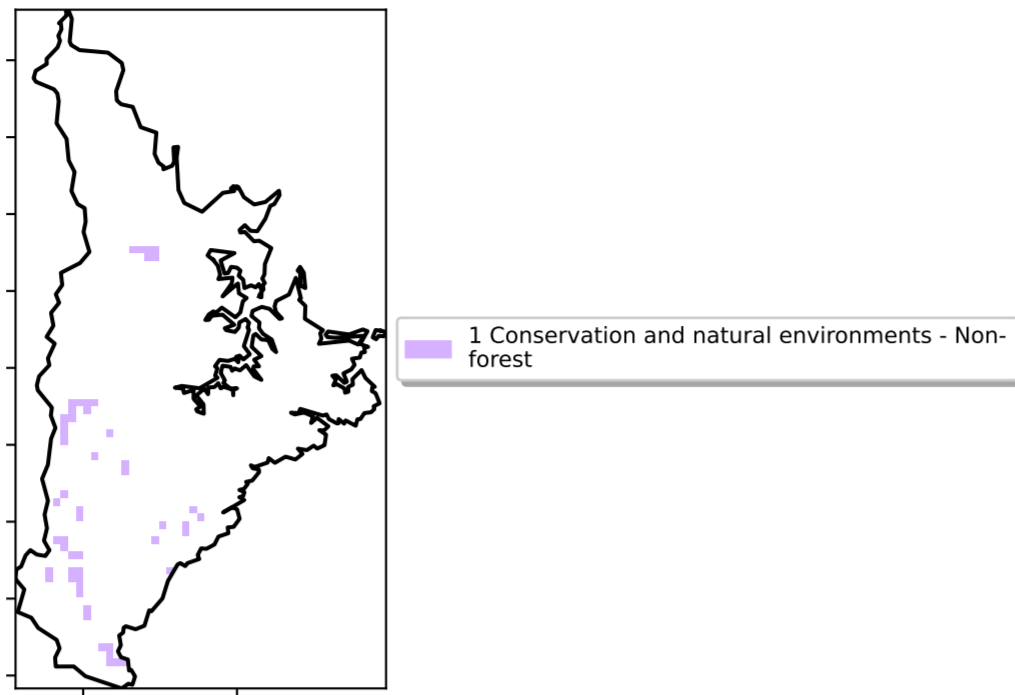 1 Conservation and natural environments - Non-
forest